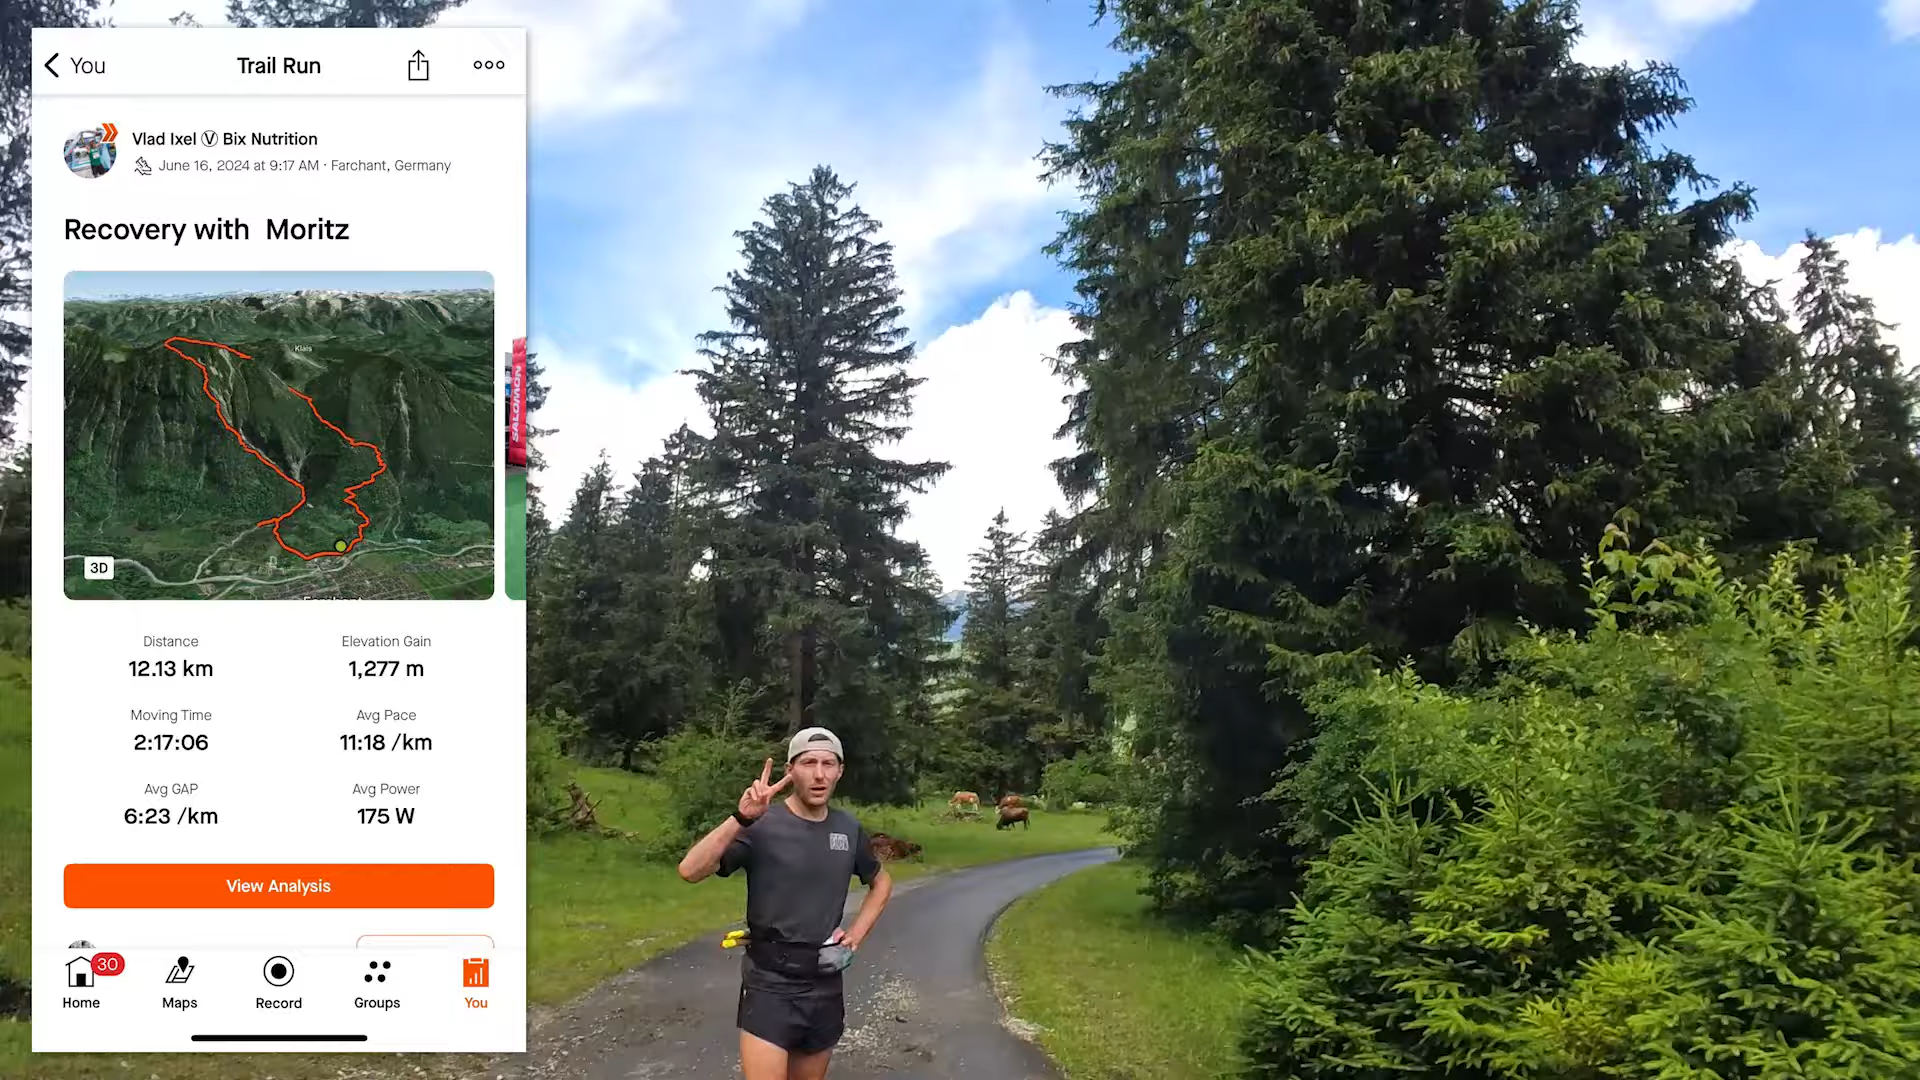 You
Trail Run
Vlad Ixel Ⓥ Bix Nutrition
June 16, 2024 at 9:17 AM · Farchant, Germany
Recovery with Moritz
Klais
SALOMON
3D
Distance
12.13 km
Elevation Gain
1,277 m
Moving Time
2:17:06
Avg Pace
11:18 /km
Avg GAP
6:23 /km
Avg Power
175 W
View Analysis
30
Home
Maps
Record
Groups
You